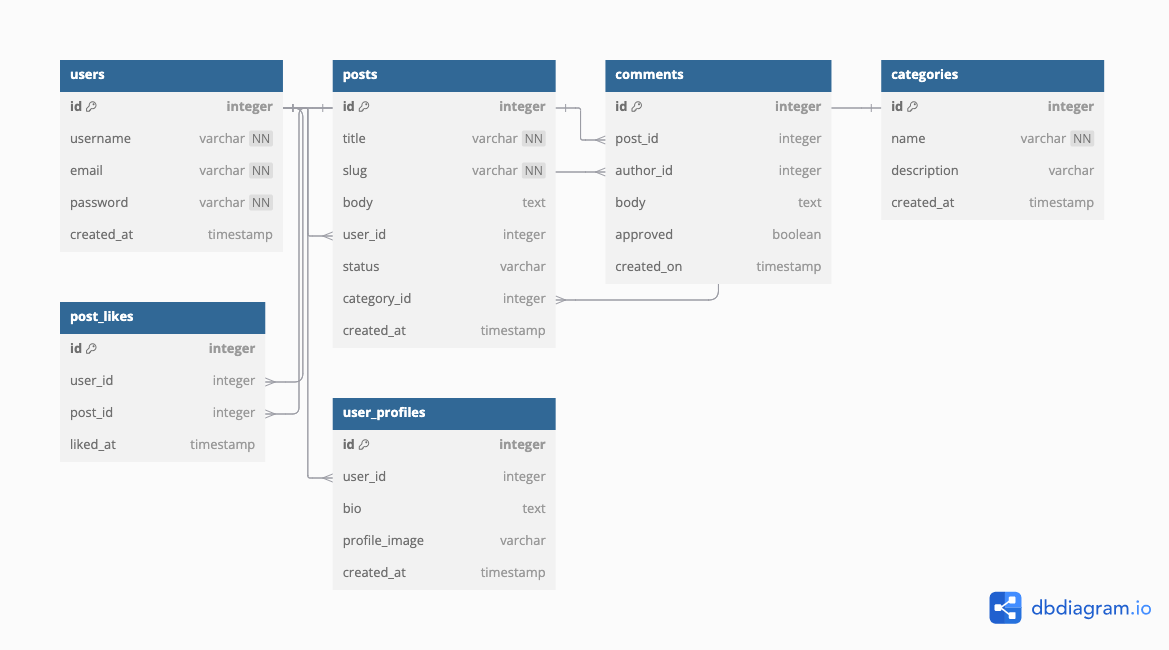 users
id integer
username varchar NN
email varchar NN
password varchar NN
created_at timestamp
posts
id integer
title varchar NN
slug varchar NN
body text
user_id integer
status varchar
category_id integer
created_at timestamp
comments
id integer
post_id integer
author_id integer
body text
approved boolean
created_on timestamp
categories
id integer
name varchar NN
description varchar
created_at timestamp
post_likes
id integer
user_id integer
post_id integer
liked_at timestamp
user_profiles
id integer
user_id integer
bio text
profile_image varchar
created_at timestamp
dbdiagram.io